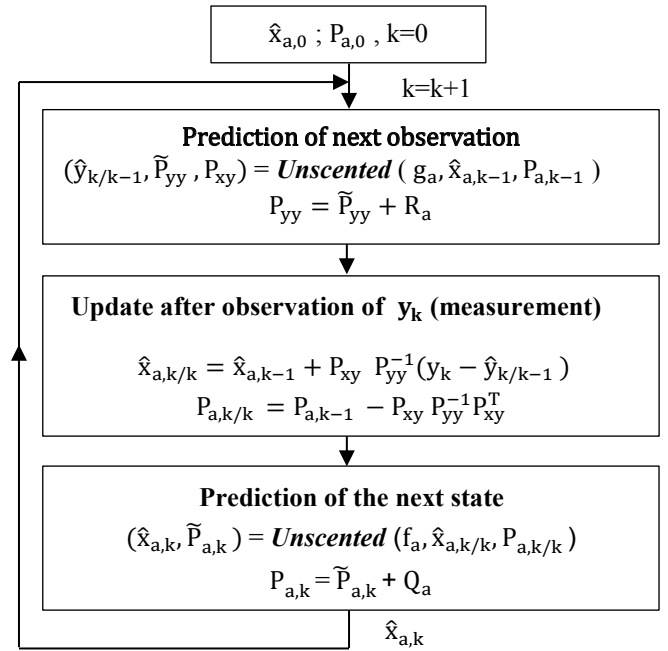 x̂ₐ,₀ ; Pₐ,₀ , k=0
k=k+1
Prediction of next observation
(ŷ_{k/k−1}, P̃_{yy} , P_{xy}) = Unscented ( g_a, x̂_{a,k−1}, P_{a,k−1} )
P_{yy} = P̃_{yy} + R_a
Update after observation of y_k (measurement)
x̂_{a,k/k} = x̂_{a,k−1} + P_{xy} P_{yy}^{−1}(y_k − ŷ_{k/k−1})
P_{a,k/k} = P_{a,k−1} − P_{xy} P_{yy}^{−1}P_{xy}^{T}
Prediction of the next state
(x̂_{a,k}, P̃_{a,k} ) = Unscented (f_a, x̂_{a,k/k}, P_{a,k/k})
P_{a,k} = P̃_{a,k} + Q_a
x̂_{a,k}